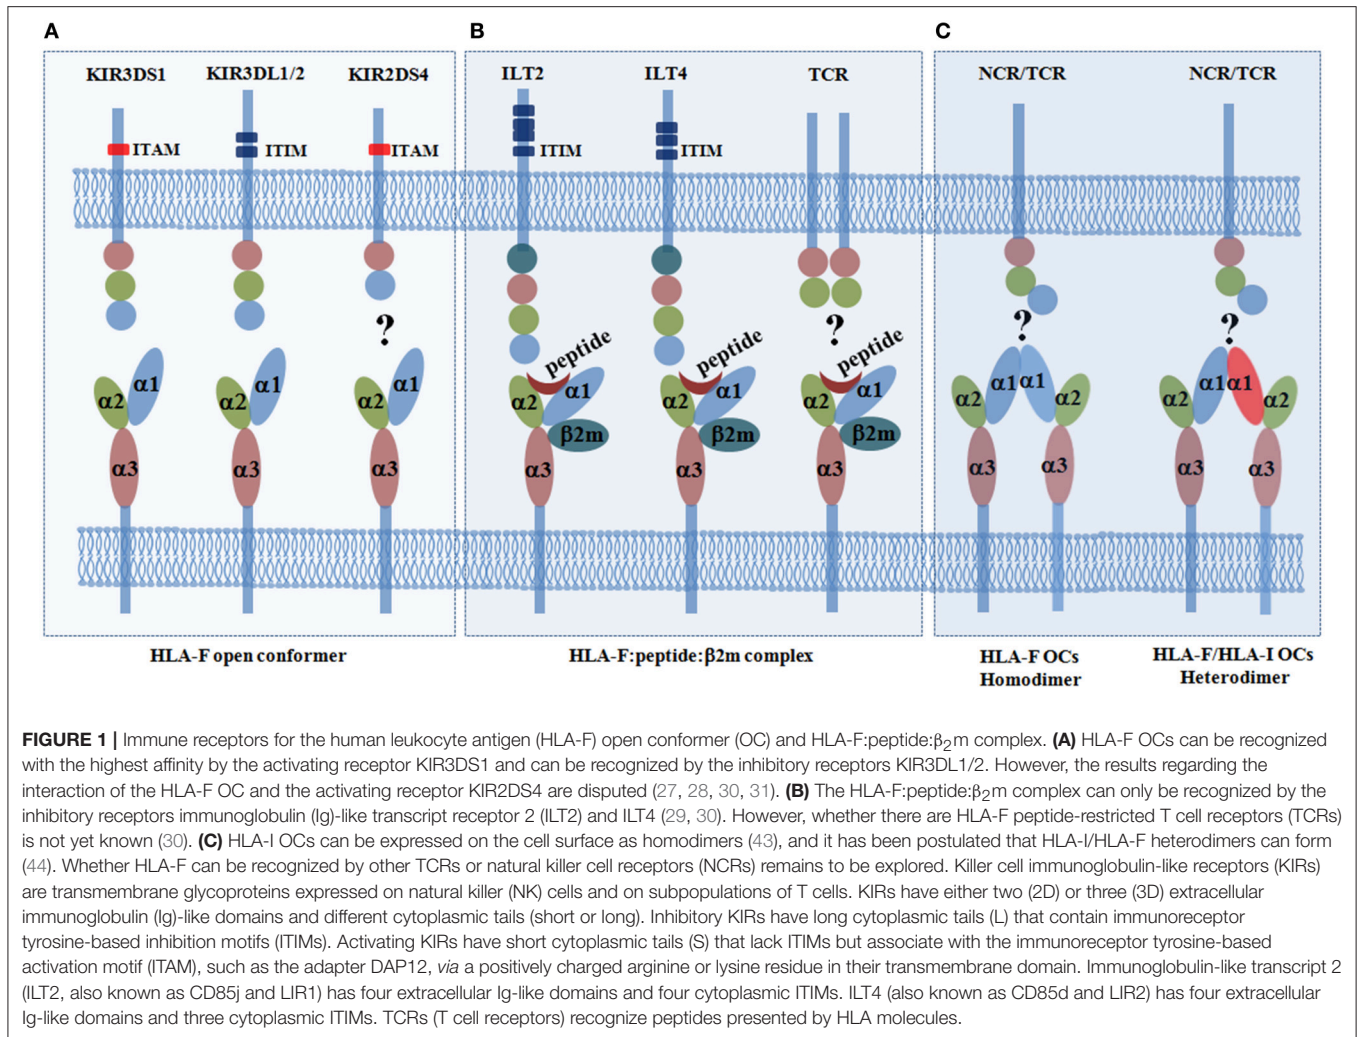 A
B
C
KIR3DS1 KIR3DL1/2 KIR2DS4
ILT2 ILT4 TCR
NCR/TCR NCR/TCR
ITAM ITIM ITAM
ITIM ITIM
? ? ? ?
peptide peptide peptide
α2 α1 α2 α1 α2 α1
α2 α1 α2 α1 α2 α1
α2 α1 α1 α2 α2 α1 α1 α2
β2m β2m β2m
α3 α3 α3 α3 α3 α3 α3 α3 α3 α3
HLA-F open conformer
HLA-F:peptide:β2m complex
HLA-F OCs
Homodimer
HLA-F/HLA-I OCs
Heterodimer
FIGURE 1 | Immune receptors for the human leukocyte antigen (HLA-F) open conformer (OC) and HLA-F:peptide:β2m complex. (A) HLA-F OCs can be recognized
with the highest affinity by the activating receptor KIR3DS1 and can be recognized by the inhibitory receptors KIR3DL1/2. However, the results regarding the
interaction of the HLA-F OC and the activating receptor KIR2DS4 are disputed (27, 28, 30, 31). (B) The HLA-F:peptide:β2m complex can only be recognized by the
inhibitory receptors immunoglobulin (Ig)-like transcript receptor 2 (ILT2) and ILT4 (29, 30). However, whether there are HLA-F peptide-restricted T cell receptors (TCRs)
is not yet known (30). (C) HLA-I OCs can be expressed on the cell surface as homodimers (43), and it has been postulated that HLA-I/HLA-F heterodimers can form
(44). Whether HLA-F can be recognized by other TCRs or natural killer cell receptors (NCRs) remains to be explored. Killer cell immunoglobulin-like receptors (KIRs)
are transmembrane glycoproteins expressed on natural killer (NK) cells and on subpopulations of T cells. KIRs have either two (2D) or three (3D) extracellular
immunoglobulin (Ig)-like domains and different cytoplasmic tails (short or long). Inhibitory KIRs have long cytoplasmic tails (L) that contain immunoreceptor
tyrosine-based inhibition motifs (ITIMs). Activating KIRs have short cytoplasmic tails (S) that lack ITIMs but associate with the immunoreceptor tyrosine-based
activation motif (ITAM), such as the adapter DAP12, via a positively charged arginine or lysine residue in their transmembrane domain. Immunoglobulin-like transcript 2
(ILT2, also known as CD85j and LIR1) has four extracellular Ig-like domains and four cytoplasmic ITIMs. ILT4 (also known as CD85d and LIR2) has four extracellular
Ig-like domains and three cytoplasmic ITIMs. TCRs (T cell receptors) recognize peptides presented by HLA molecules.